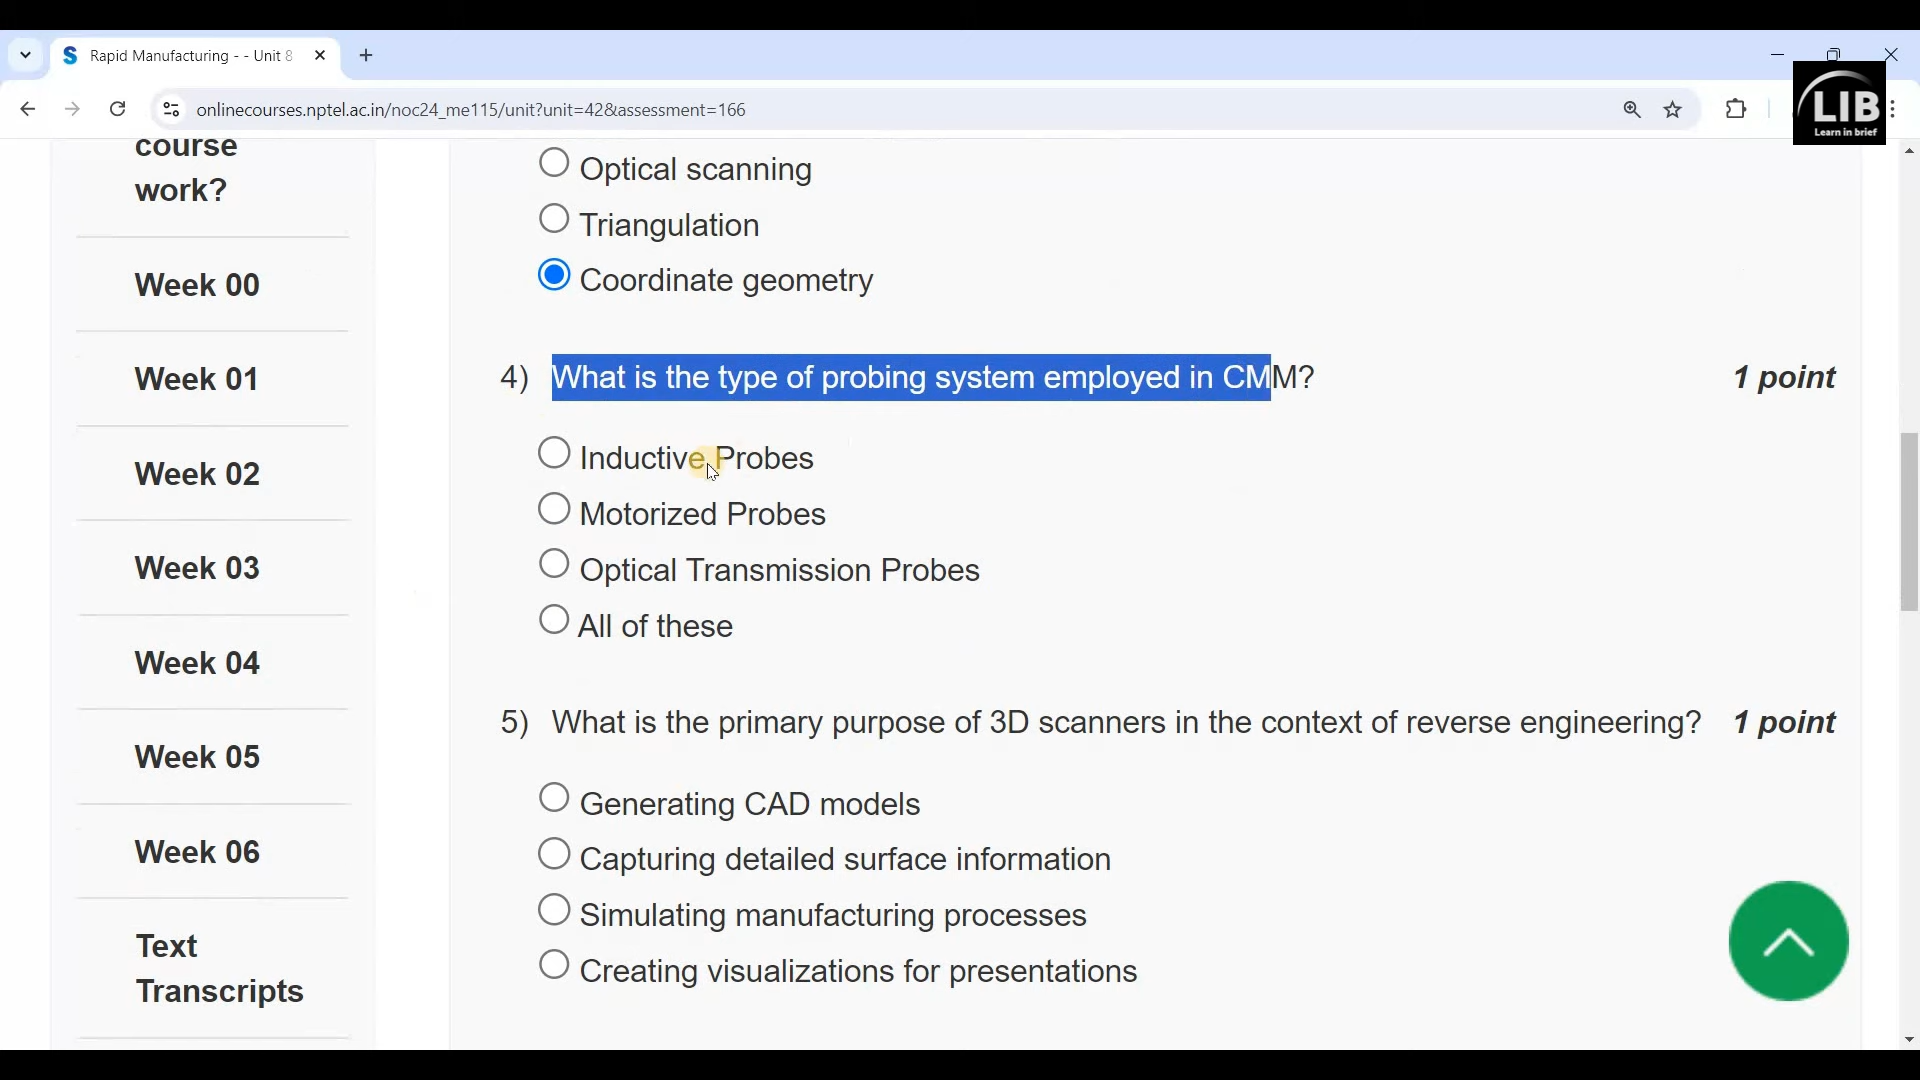 Rapid Manufacturing - - Unit 8
onlinecourses.nptel.ac.in/noc24_me115/unit?unit=42&assessment=166
LIB
Learn in brief
course
work?
Week 00
Week 01
Week 02
Week 03
Week 04
Week 05
Week 06
Text
Transcripts
Optical scanning
Triangulation
Coordinate geometry
4) What is the type of probing system employed in CMM? 1 point
Inductive Probes
Motorized Probes
Optical Transmission Probes
All of these
5) What is the primary purpose of 3D scanners in the context of reverse engineering? 1 point
Generating CAD models
Capturing detailed surface information
Simulating manufacturing processes
Creating visualizations for presentations